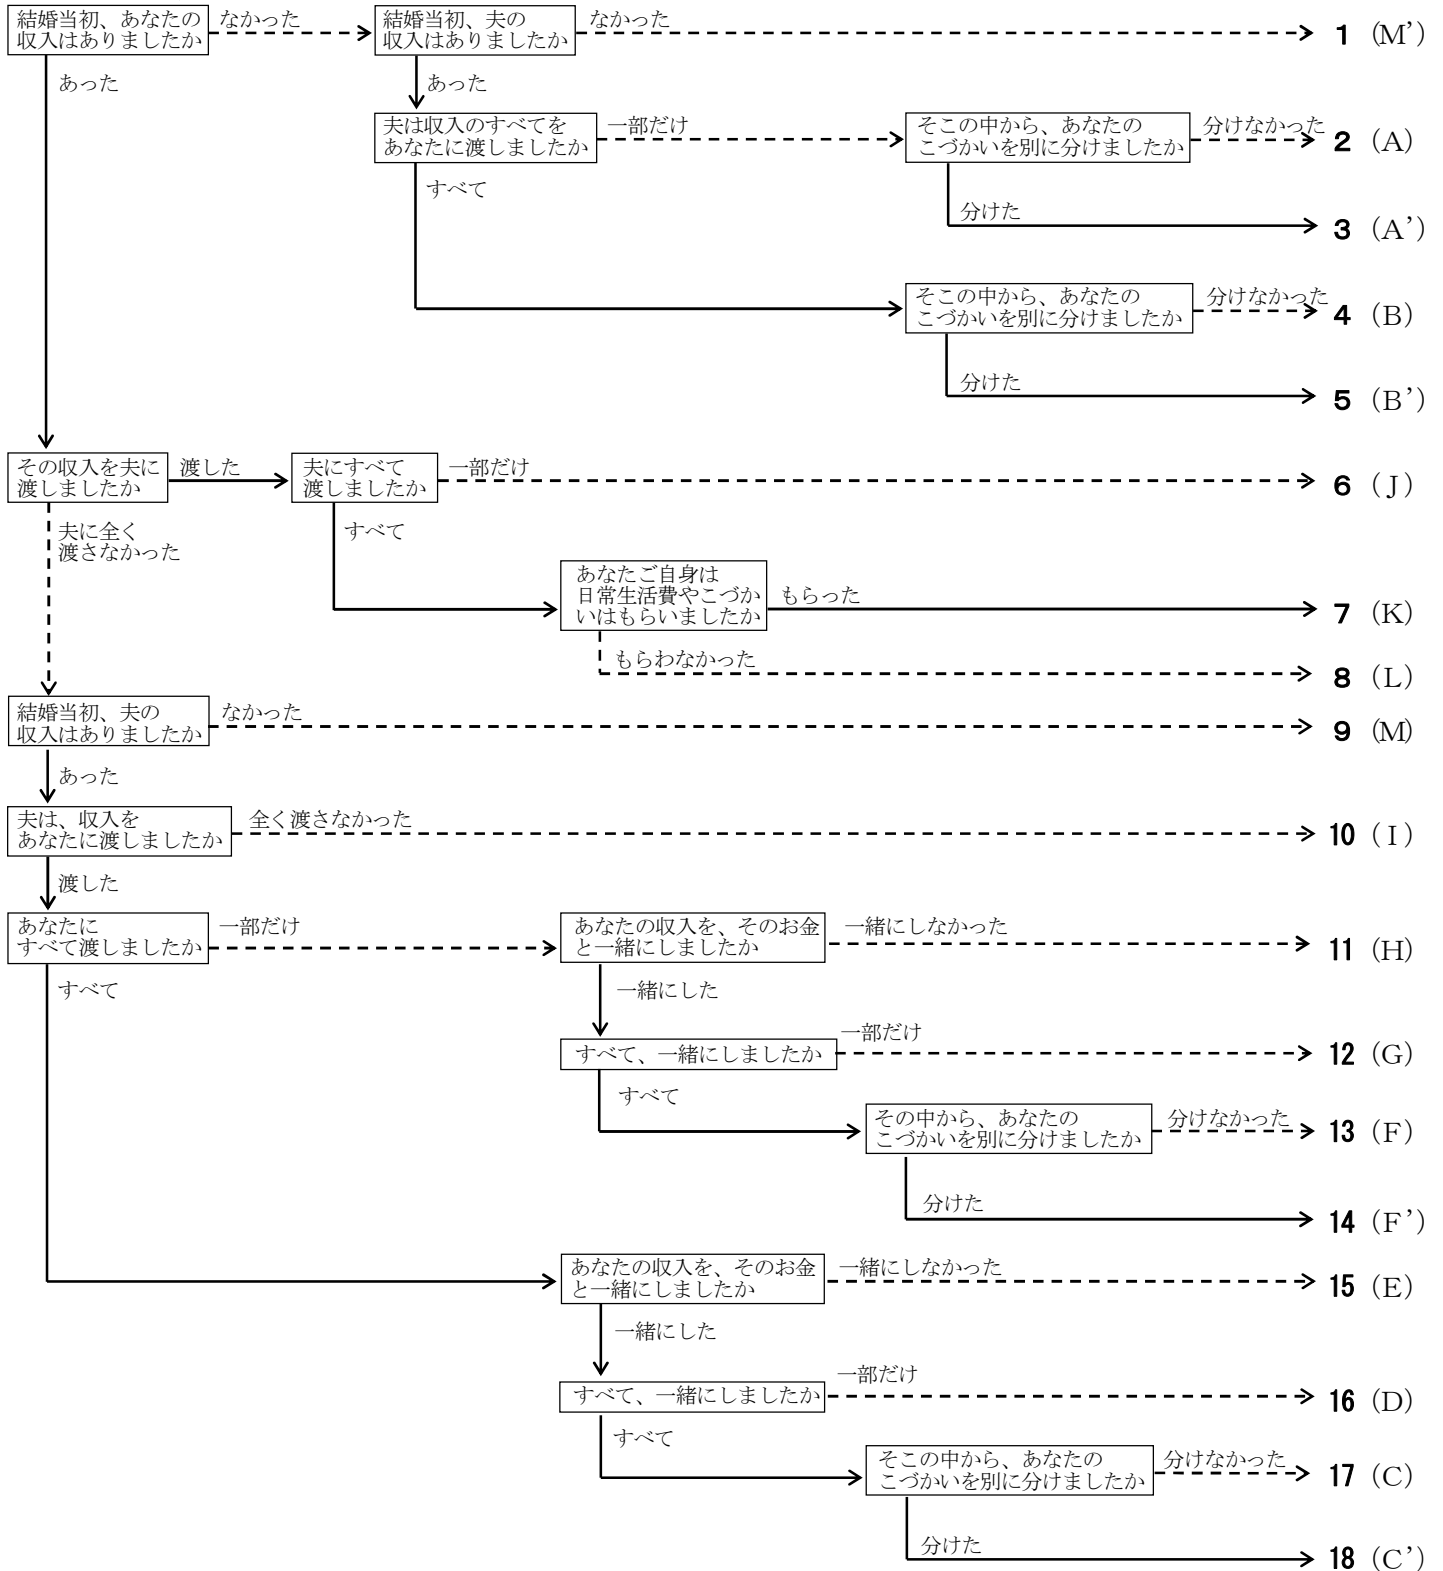 結婚当初、あなたの
収入はありましたか
なかった
結婚当初、夫の
収入はありましたか
なかった
1 (M’)
あった
あった
夫は収入のすべてを
あなたに渡しましたか
一部だけ
そこの中から、あなたの
こづかいを別に分けましたか
分けなかった
2 (A)
すべて
分けた
3 (A’)
そこの中から、あなたの
こづかいを別に分けましたか
分けなかった
4 (B)
分けた
5 (B’)
その収入を夫に
渡しましたか
渡した
夫にすべて
渡しましたか
一部だけ
6 (J)
夫に全く
渡さなかった
すべて
あなたご自身は
日常生活費やこづか
いはもらいましたか
もらった
7 (K)
もらわなかった
8 (L)
結婚当初、夫の
収入はありましたか
なかった
9 (M)
あった
夫は、収入を
あなたに渡しましたか
全く渡さなかった
10 (I)
渡した
あなたに
すべて渡しましたか
一部だけ
あなたの収入を、そのお金
と一緒にしましたか
一緒にしなかった
11 (H)
すべて
一緒にした
すべて、一緒にしましたか
一部だけ
12 (G)
すべて
その中から、あなたの
こづかいを別に分けましたか
分けなかった
13 (F)
分けた
14 (F’)
あなたの収入を、そのお金
と一緒にしましたか
一緒にしなかった
15 (E)
一緒にした
すべて、一緒にしましたか
一部だけ
16 (D)
すべて
そこの中から、あなたの
こづかいを別に分けましたか
分けなかった
17 (C)
分けた
18 (C’)